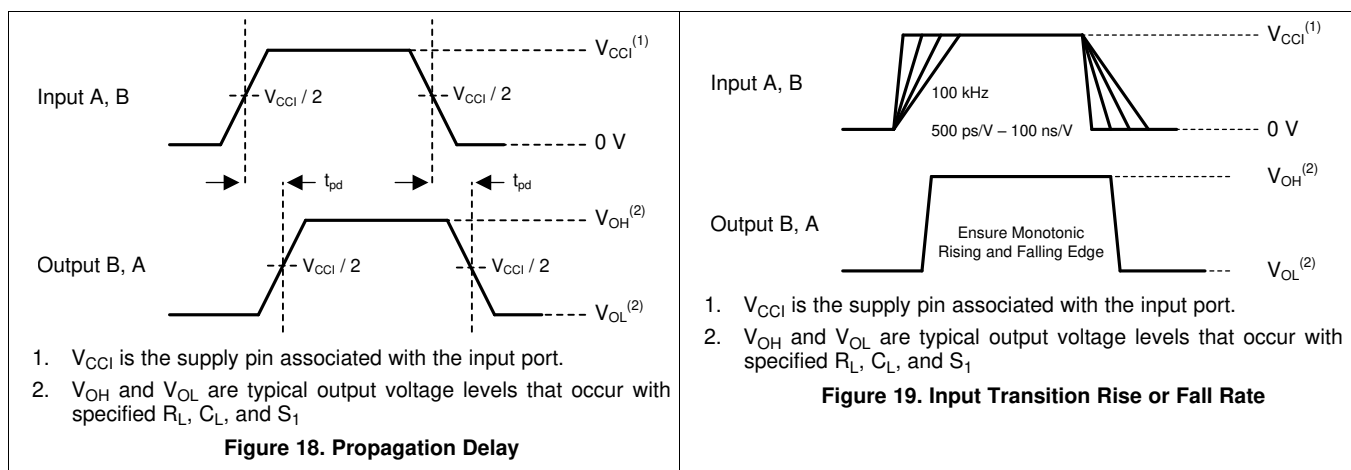 V_CCI(1)
Input A, B
V_CCI / 2
V_CCI / 2
0 V
t_pd
t_pd
V_OH(2)
Output B, A
V_CCI / 2
V_CCI / 2
V_OL(2)
1. V_CCI is the supply pin associated with the input port.
2. V_OH and V_OL are typical output voltage levels that occur with
specified R_L, C_L, and S_1
Figure 18. Propagation Delay
V_CCI(1)
Input A, B
100 kHz
500 ps/V – 100 ns/V
0 V
V_OH(2)
Output B, A
Ensure Monotonic
Rising and Falling Edge
V_OL(2)
1. V_CCI is the supply pin associated with the input port.
2. V_OH and V_OL are typical output voltage levels that occur with
specified R_L, C_L, and S_1
Figure 19. Input Transition Rise or Fall Rate